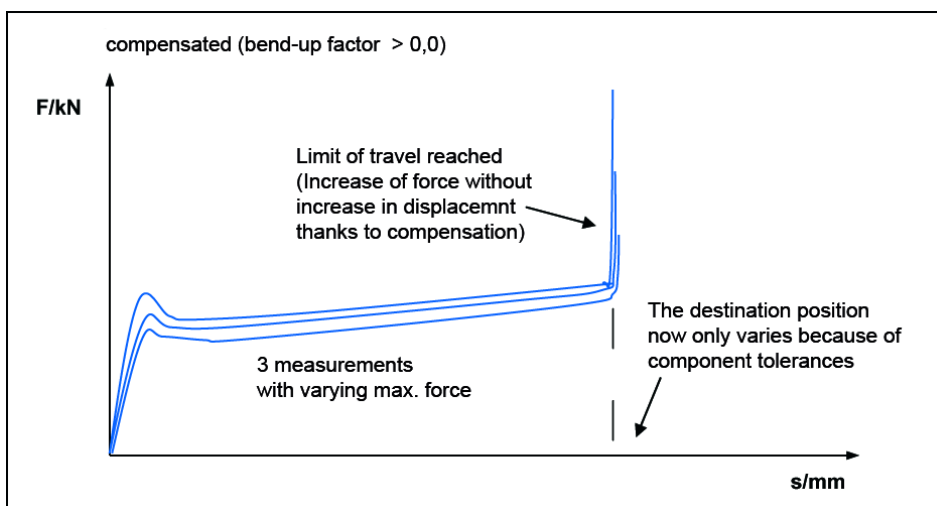 compensated (bend-up factor > 0,0)
F/kN
Limit of travel reached
(Increase of force without
increase in displacemnt
thanks to compensation)
The destination position
now only varies because of
component tolerances
3 measurements
with varying max. force
s/mm